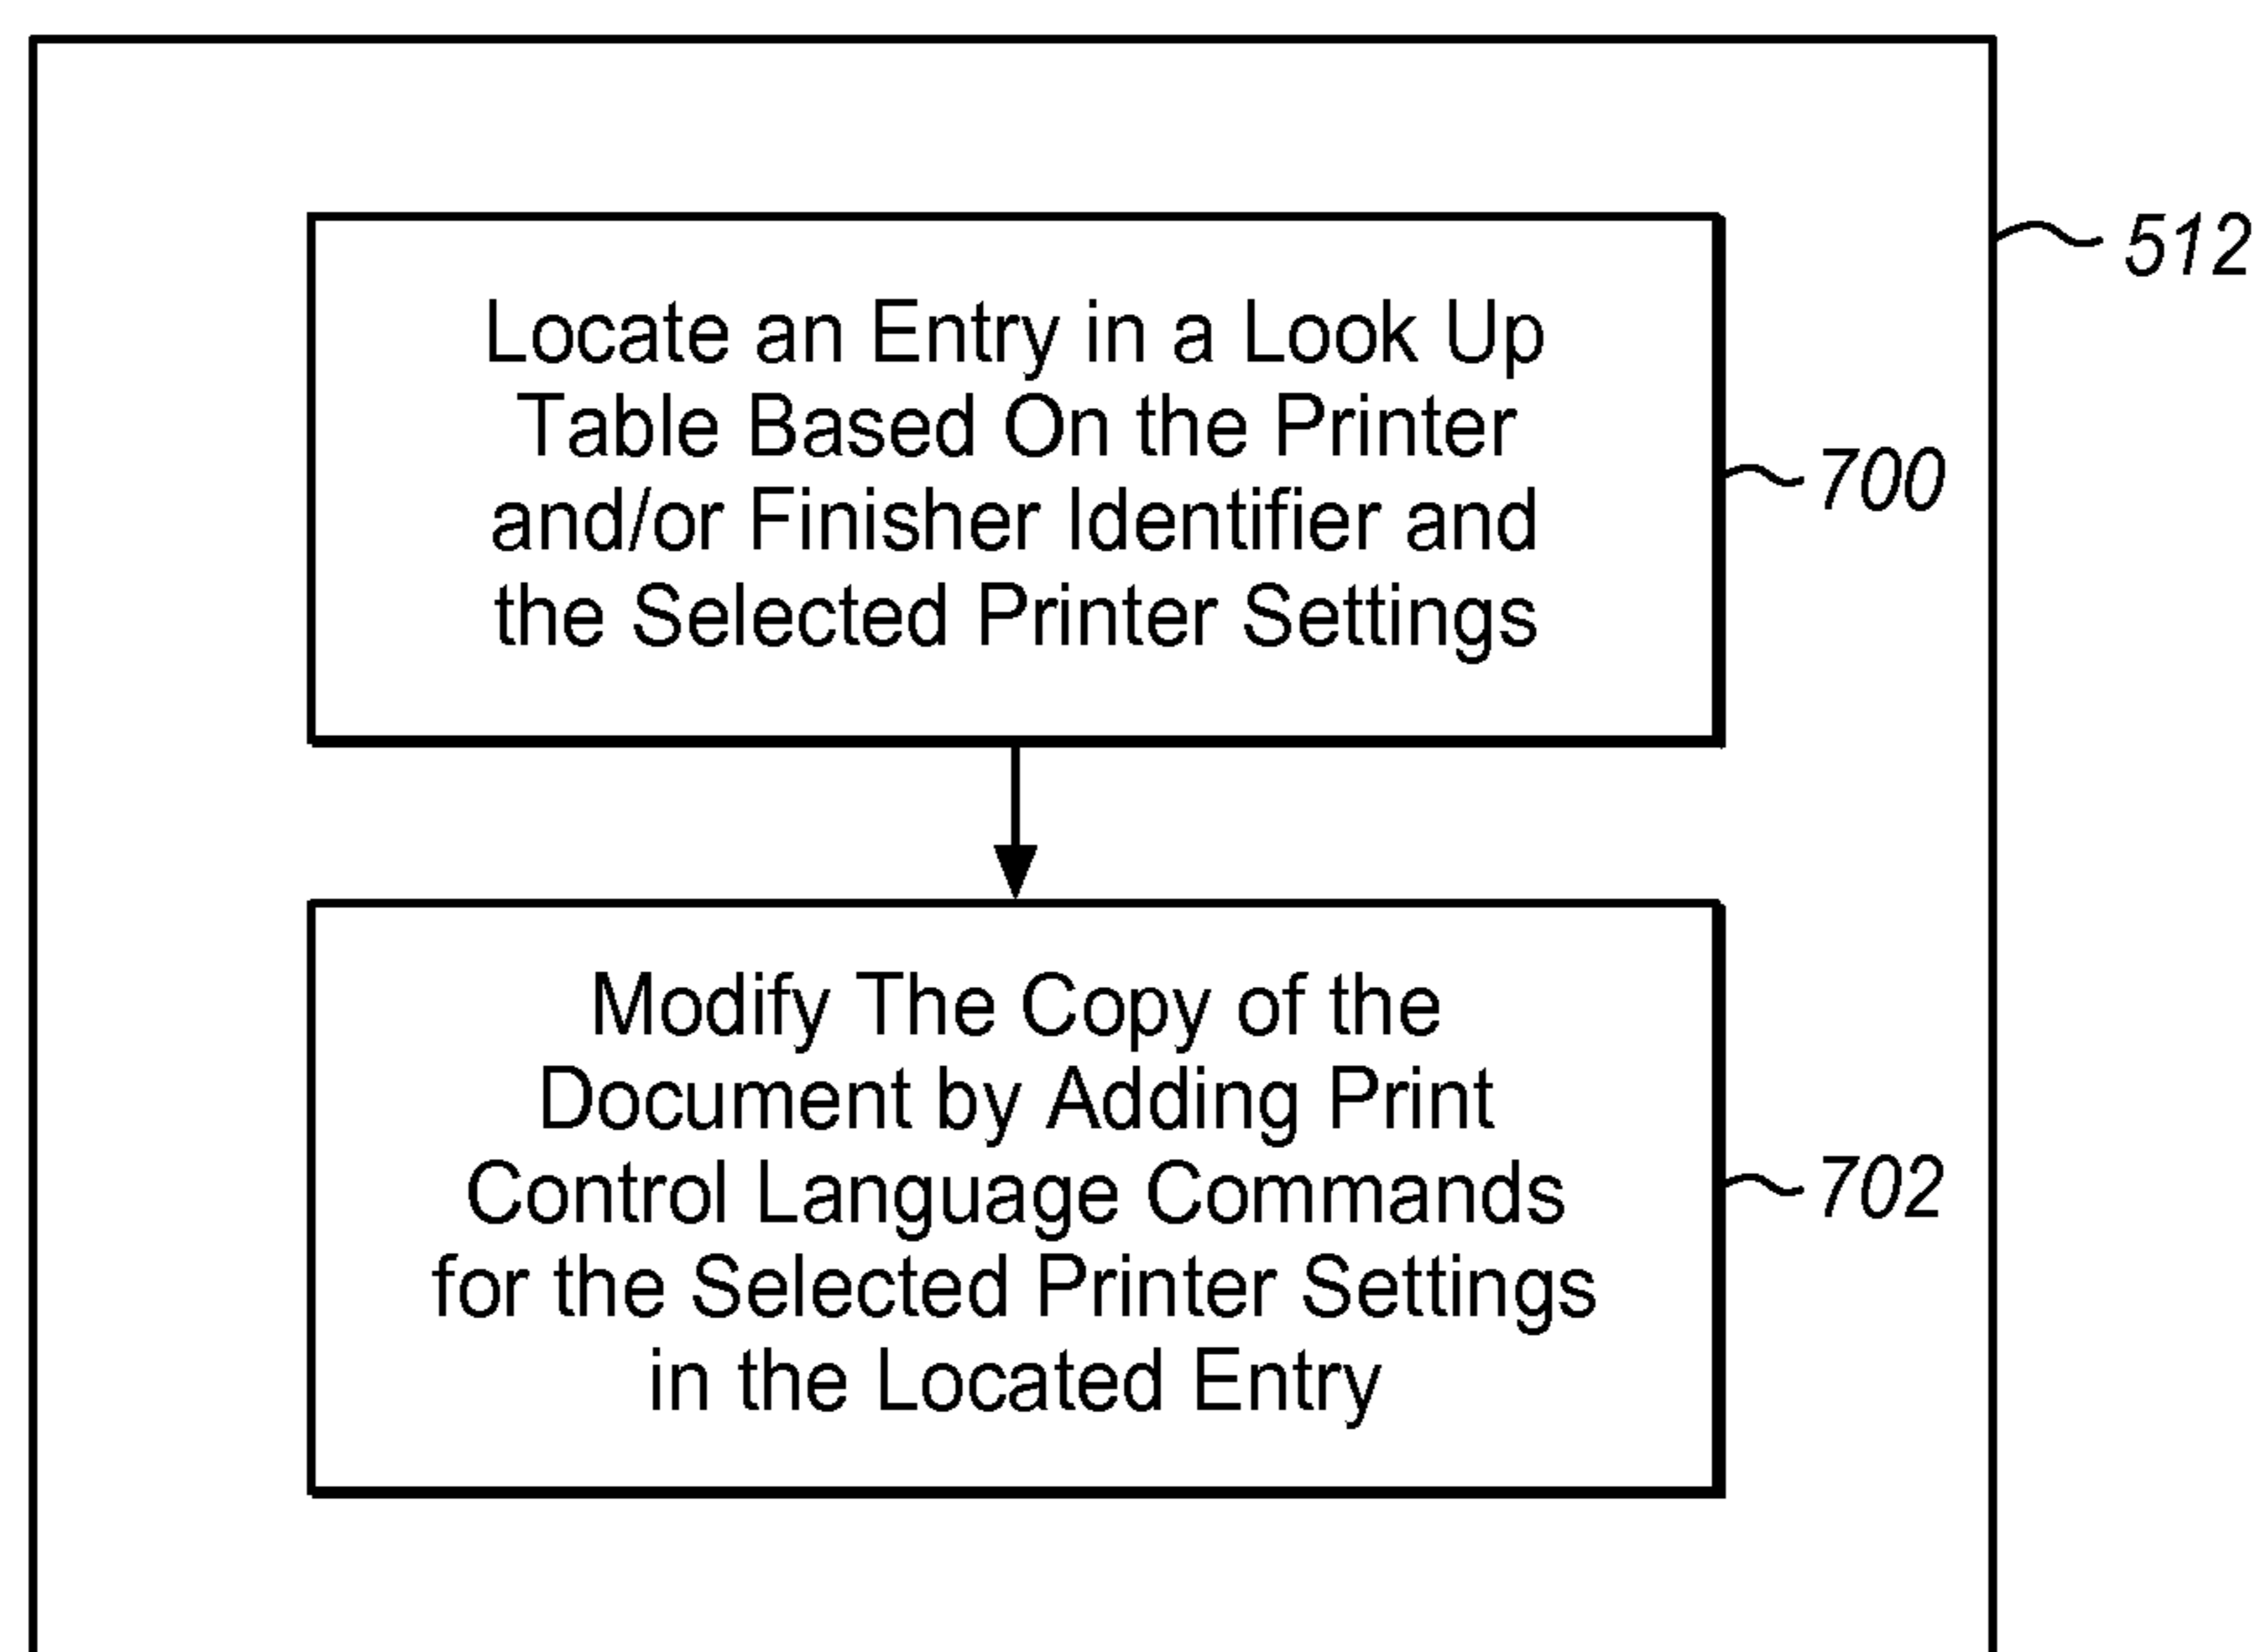 512
Locate an Entry in a Look Up
Table Based On the Printer
and/or Finisher Identifier and
the Selected Printer Settings
700
Modify The Copy of the
Document by Adding Print
Control Language Commands
for the Selected Printer Settings
in the Located Entry
702